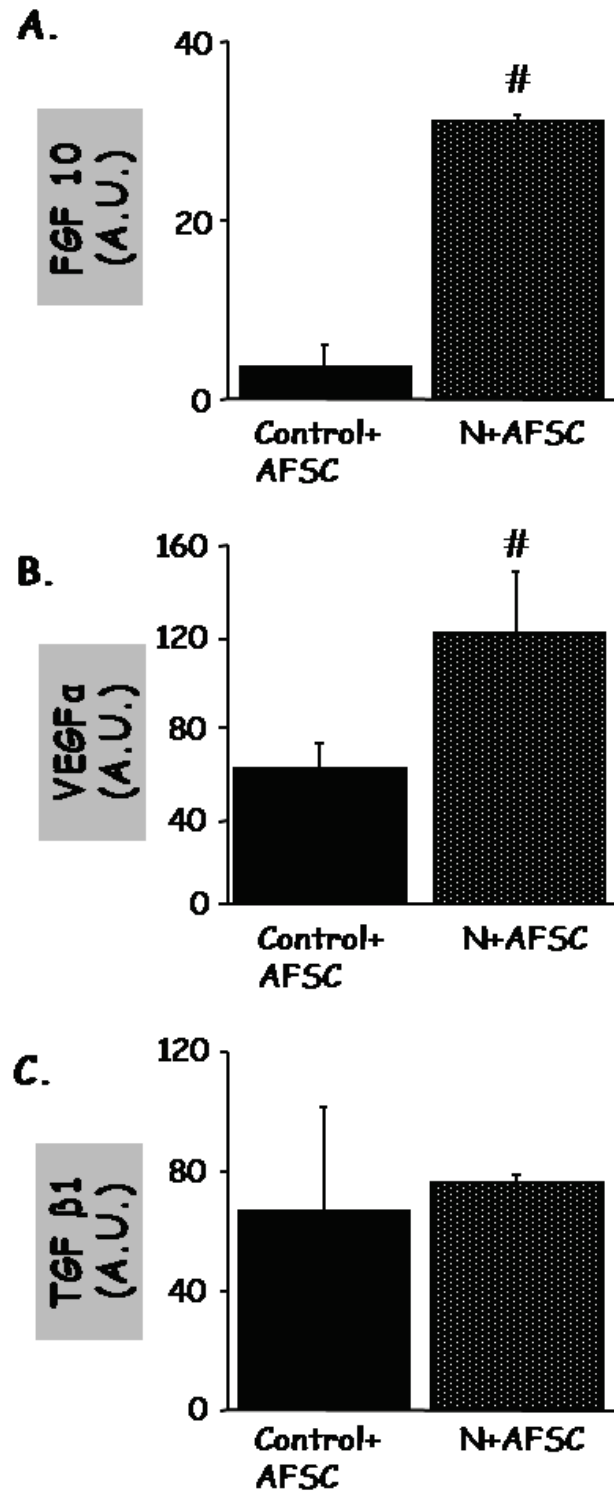 A.
FGF 10
(A.U.)
40
20
0
#
Control+
AFSC
N+AFSC
B.
VEGFα
(A.U.)
160
120
80
40
0
#
Control+
AFSC
N+AFSC
C.
TGF β1
(A.U.)
120
80
40
0
Control+
AFSC
N+AFSC